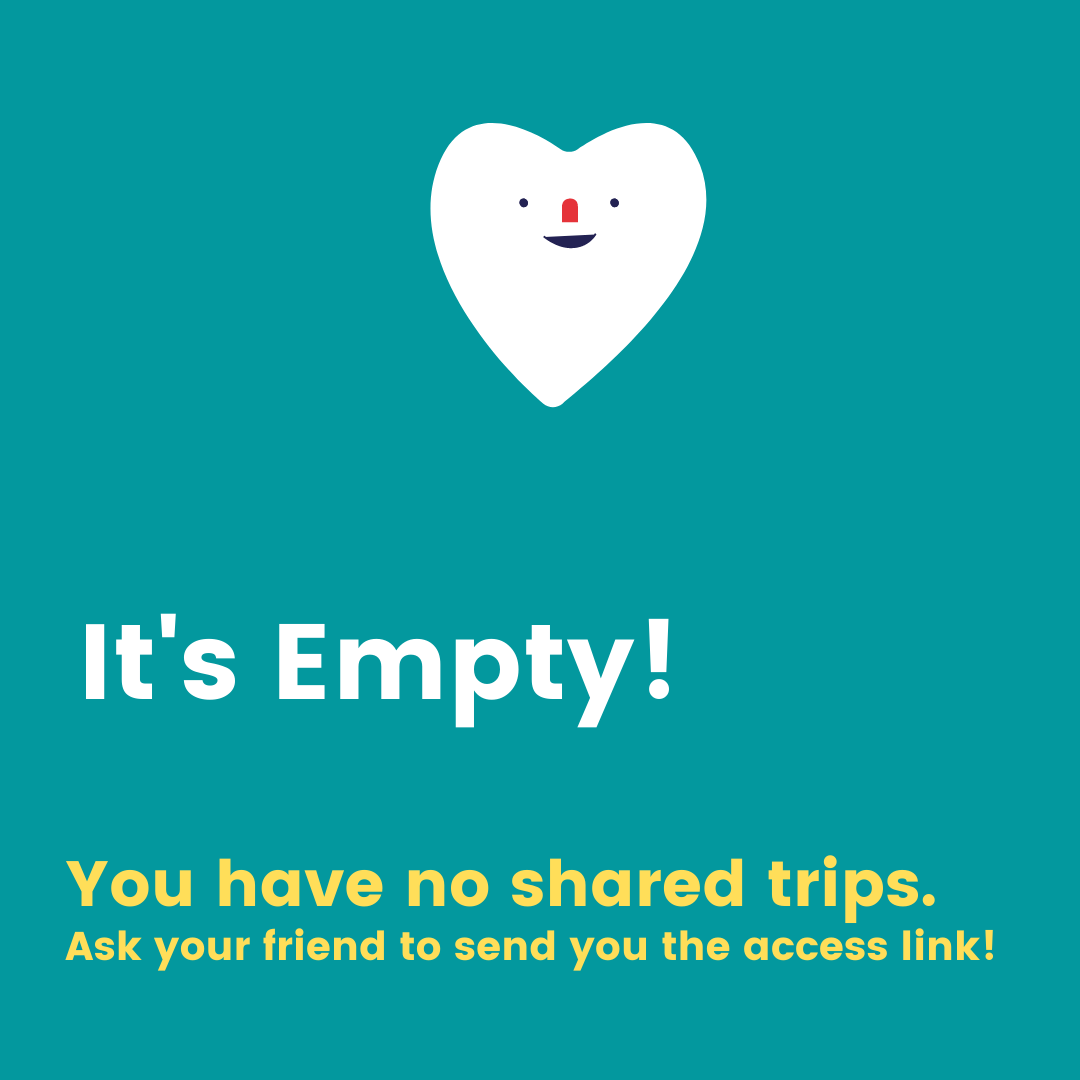 It's Empty!
You have no shared trips.
Ask your friend to send you the access link!